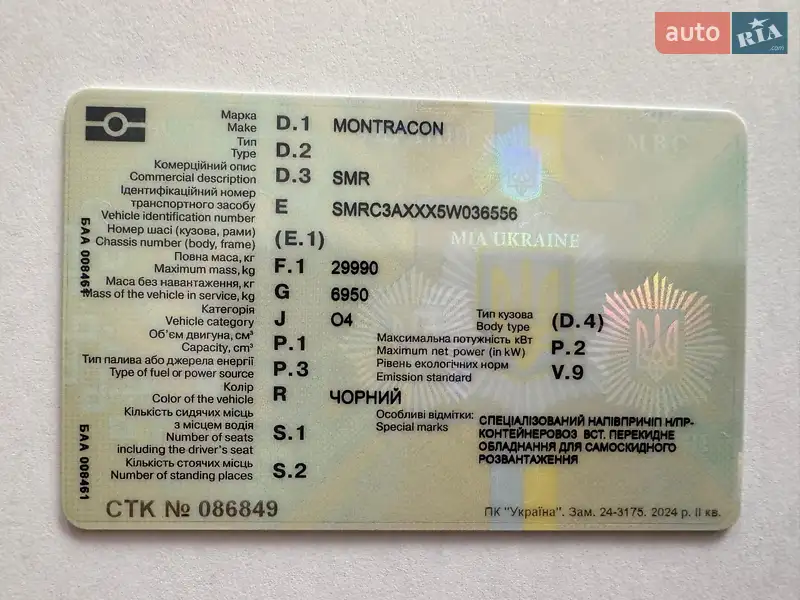 auto RIA .com
Марка
Make D.1 MONTRACON
Тип
Type D.2
Комерційний опис
Commercial description D.3 SMR
Ідентифікаційний номер
транспортного засобу
Vehicle identification number E SMRC3AXXX5W036556
Номер шасі (кузова, рами)
Chassis number (body, frame) (E.1)
MIA UKRAINE
Повна маса, кг
Maximum mass, kg F.1 29990
Маса без навантаження, кг
Mass of the vehicle in service, kg G 6950
Категорія
Vehicle category J O4
Тип кузова
Body type (D.4)
Об'єм двигуна, см³
Capacity, cm³ P.1
Максимальна потужність кВт
Maximum net power (in kW) P.2
Тип палива або джерела енергії
Type of fuel or power source P.3
Рівень екологічних норм
Emission standard V.9
Колір
Color of the vehicle R ЧОРНИЙ
Особливі відмітки:
Special marks
СПЕЦІАЛІЗОВАНИЙ НАПІВПРИЧІП Н/ПР-
КОНТЕЙНЕРОВОЗ ВСТ. ПЕРЕКИДНЕ
ОБЛАДНАННЯ ДЛЯ САМОСКИДНОГО
РОЗВАНТАЖЕННЯ
Кількість сидячих місць
з місцем водія
Number of seats
including the driver's seat S.1
Кількість стоячих місць
Number of standing places S.2
БАА 008461
БАА 008461
СТК № 086849
ПК "Україна". Зам. 24-3175. 2024 р. II кв.